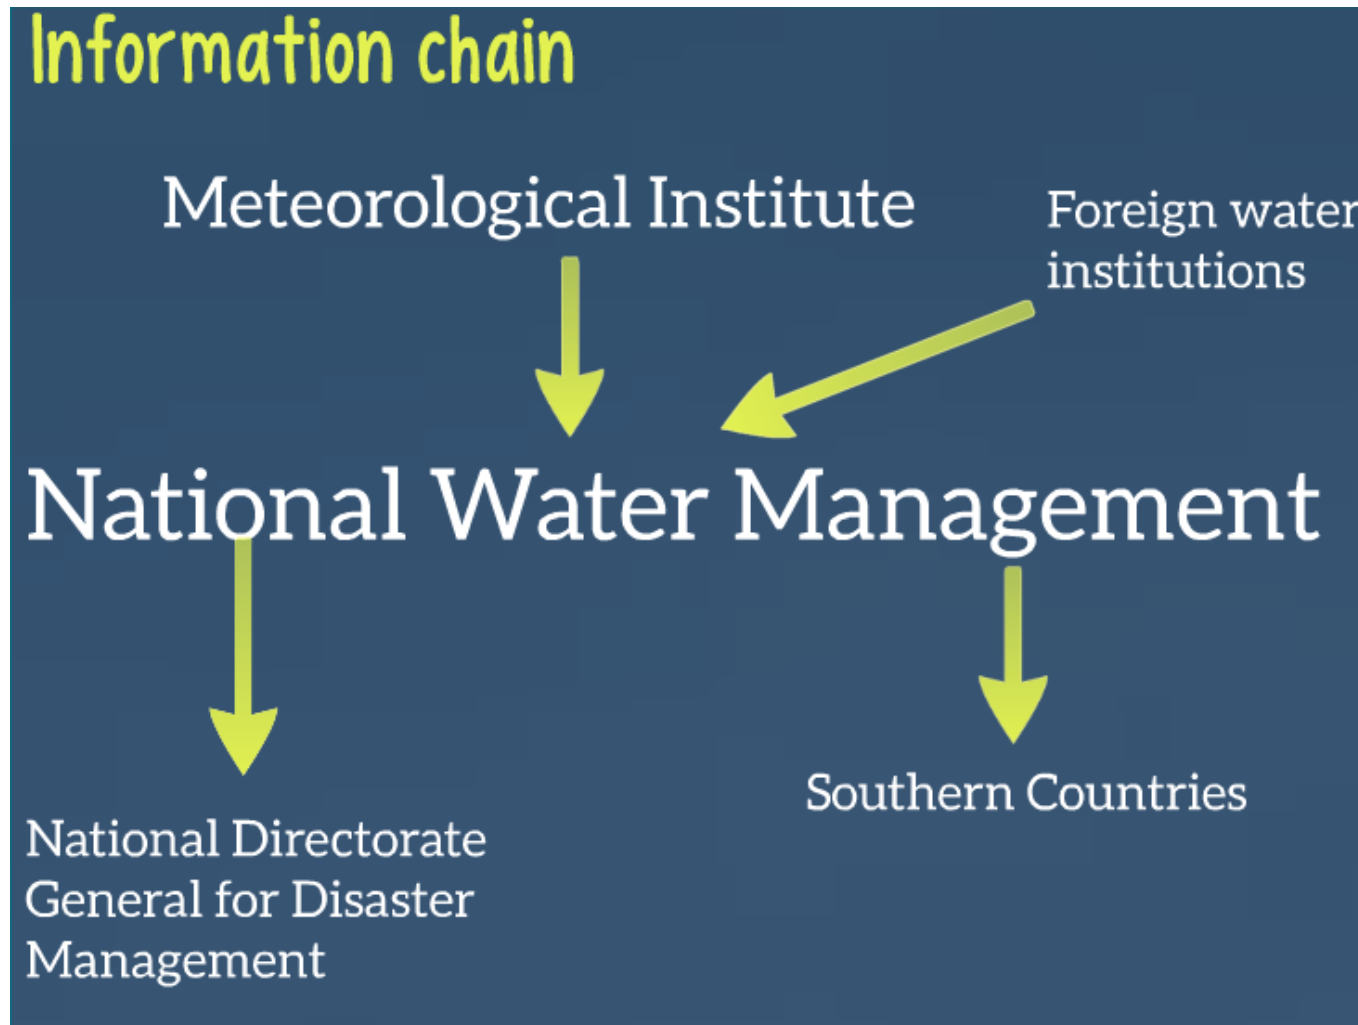 Information chain
Meteorological Institute
Foreign water
institutions
National Water Management
Southern Countries
National Directorate
General for Disaster
Management